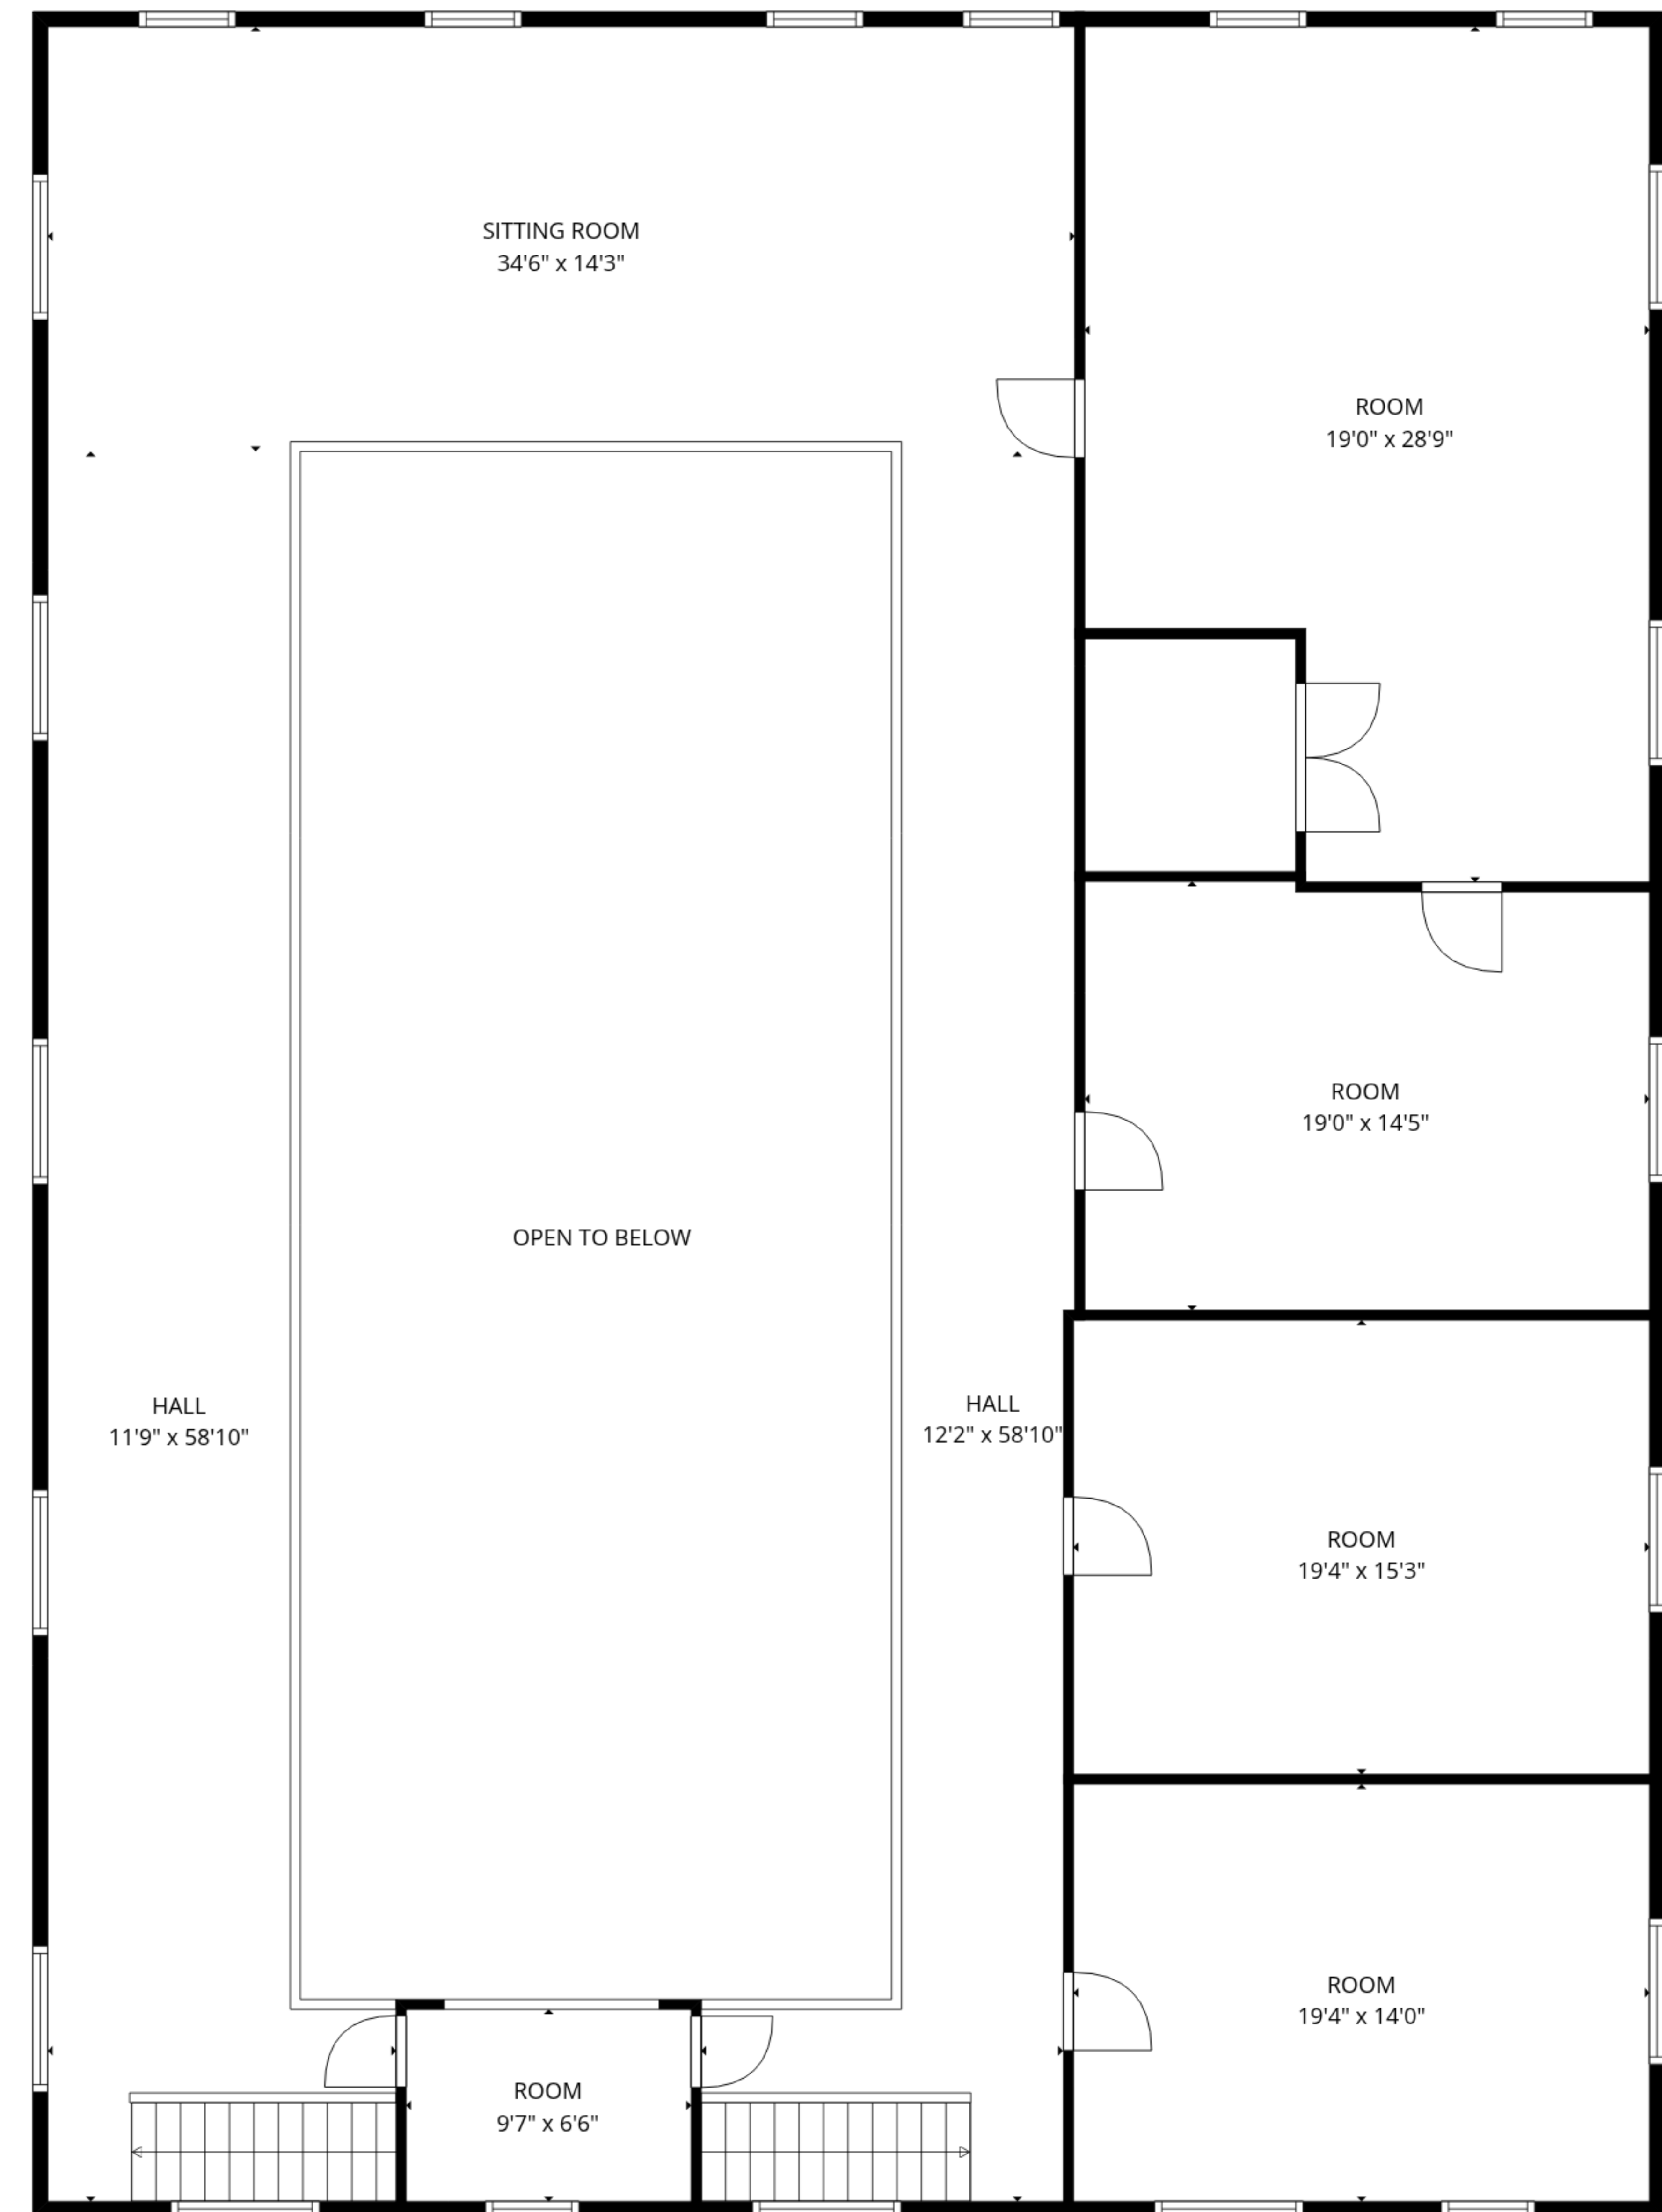 SITTING ROOM
34'6" x 14'3"
ROOM
19'0" x 28'9"
ROOM
19'0" x 14'5"
OPEN TO BELOW
HALL
11'9" x 58'10"
HALL
12'2" x 58'10"
ROOM
19'4" x 15'3"
ROOM
19'4" x 14'0"
ROOM
9'7" x 6'6"